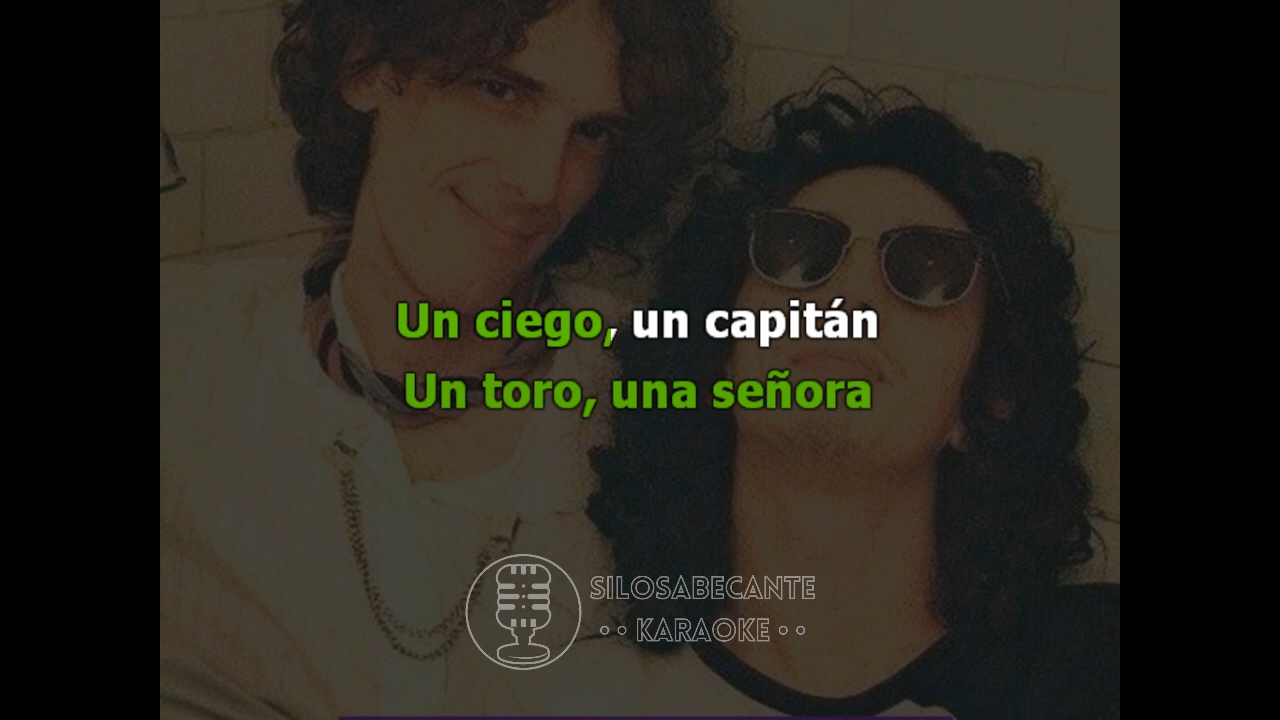 Un ciego, un capitán
Un toro, una señora
SILOSABECANTE
•• KARAOKE ••